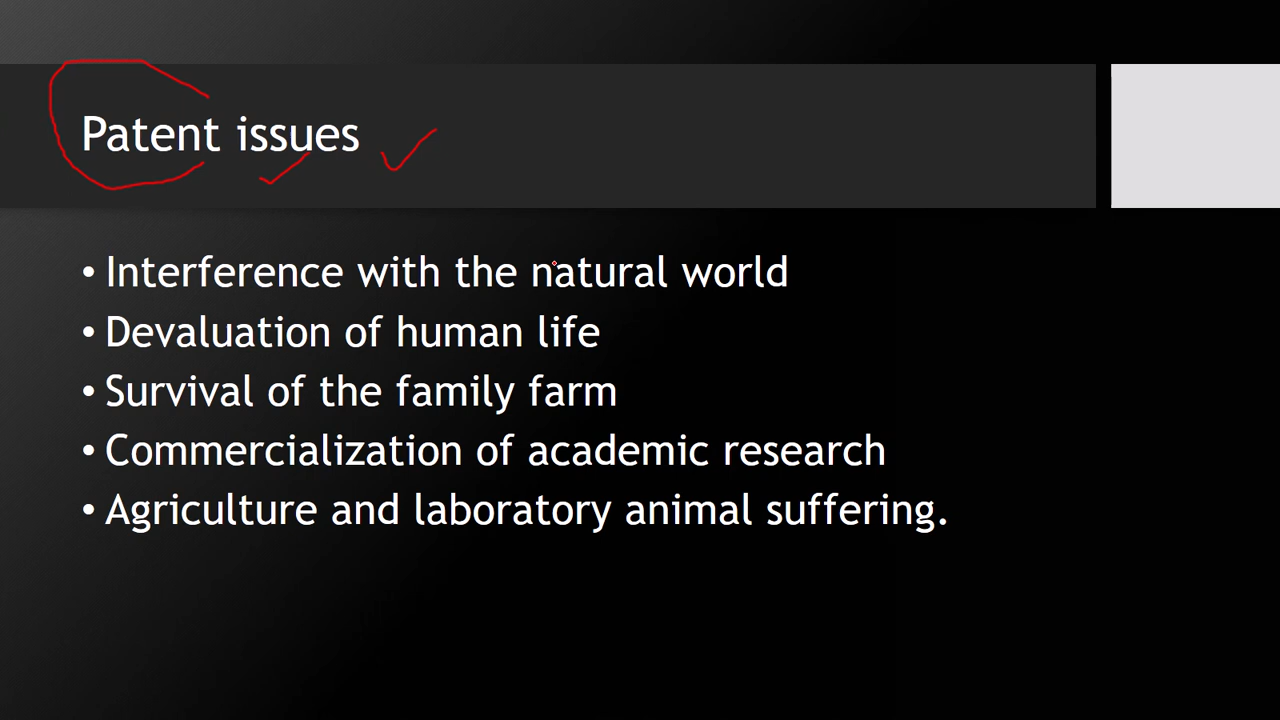 Patent issues
• Interference with the natural world
• Devaluation of human life
• Survival of the family farm
• Commercialization of academic research
• Agriculture and laboratory animal suffering.